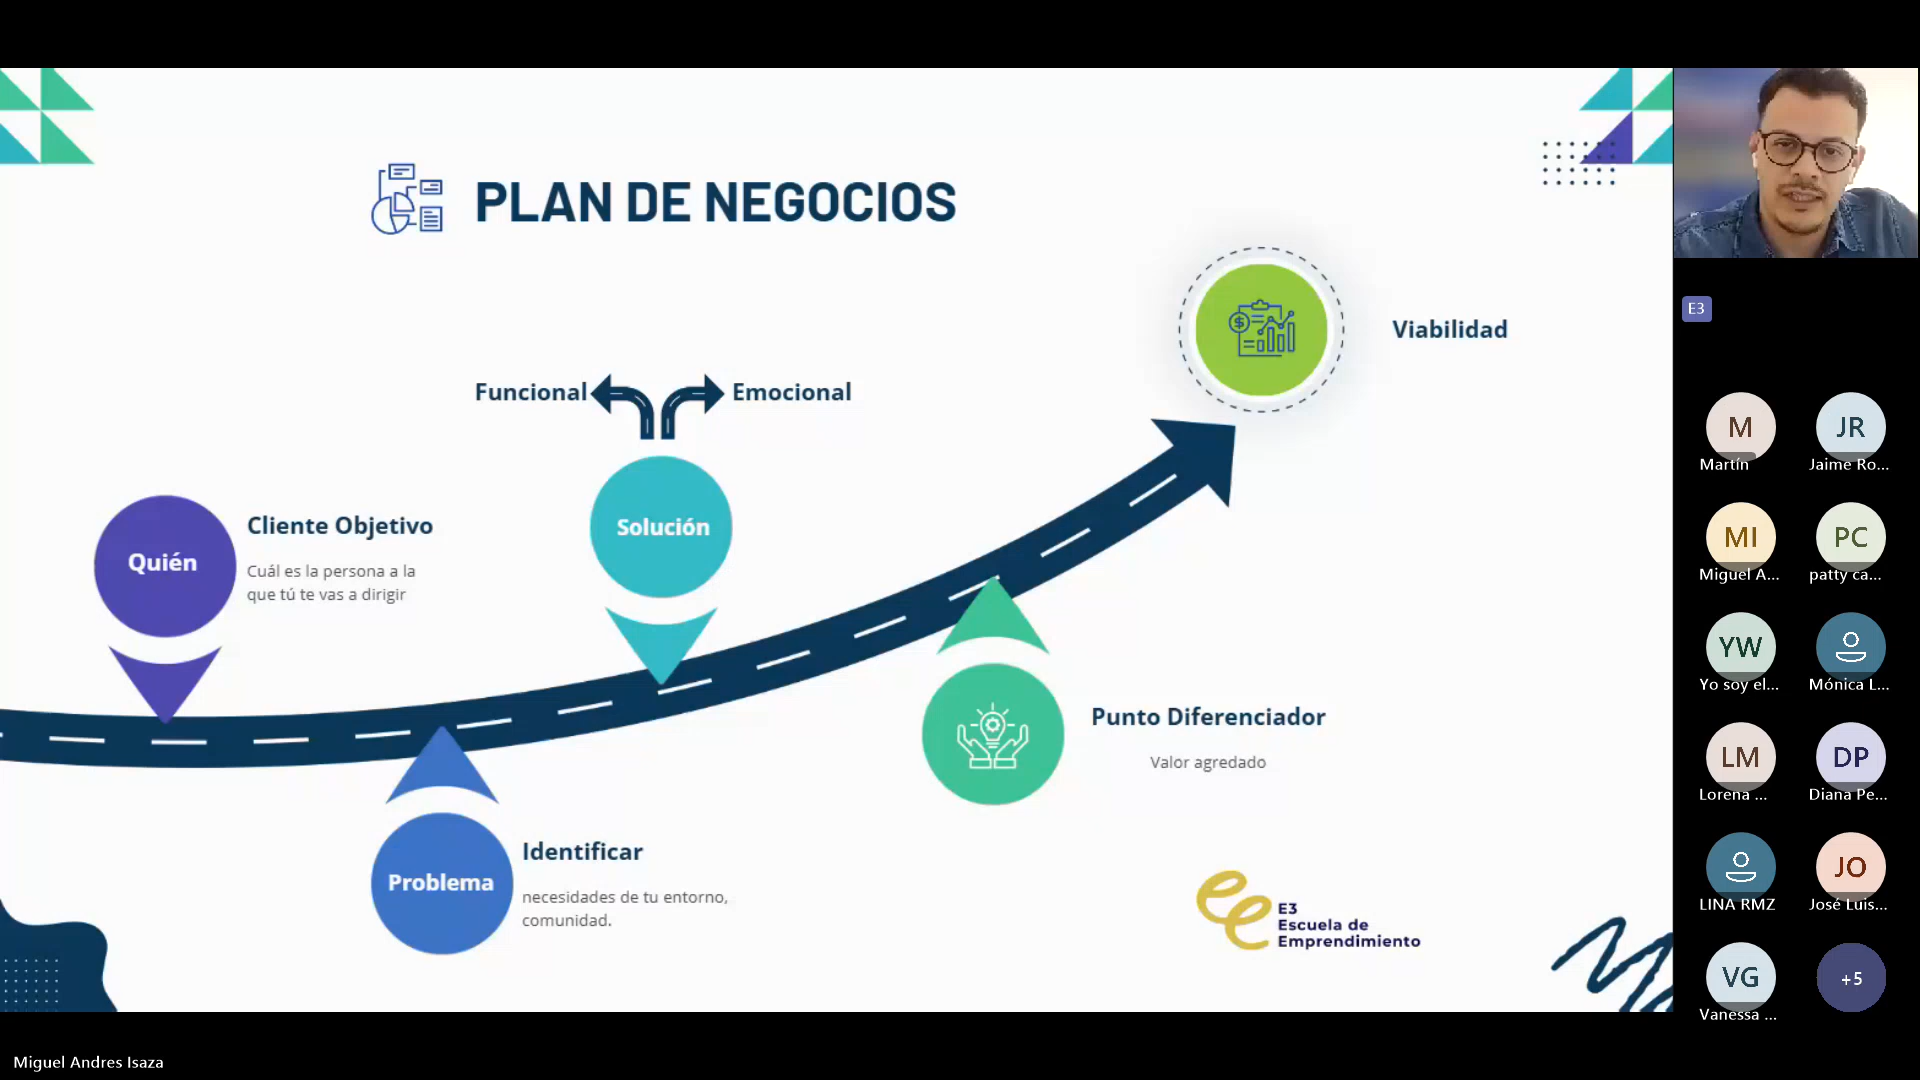 PLAN DE NEGOCIOS
Viabilidad
Funcional
Emocional
Solución
Quién
Cliente Objetivo
Cuál es la persona a la
que tú te vas a dirigir
Punto Diferenciador
Valor agredado
Identificar
Problema
necesidades de tu entorno,
comunidad.
E3
Escuela de
Emprendimiento
E3
M
Martín
JR
Jaime Ro...
MI
Miguel A...
PC
patty ca...
YW
Yo soy el...
Mónica L...
LM
Lorena ...
DP
Diana Pe...
LINA RMZ
JO
José Luis...
VG
Vanessa ...
+5
Miguel Andres Isaza